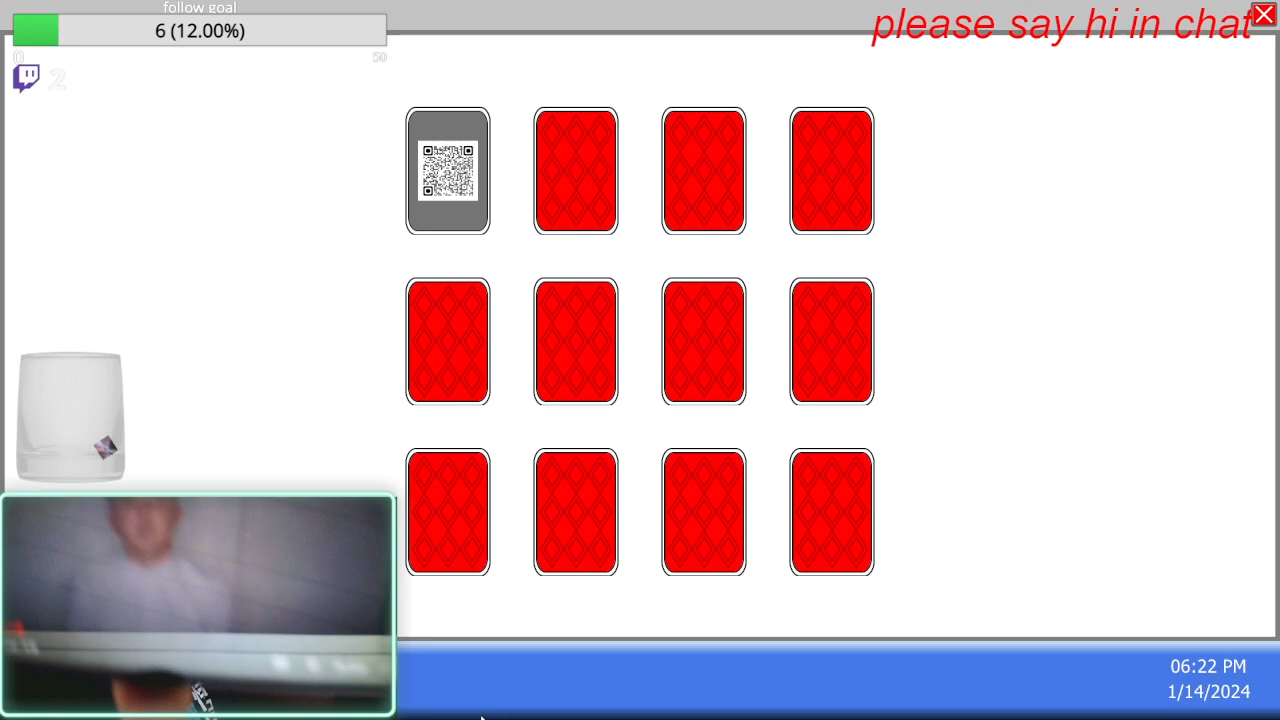 follow goal
6 (12.00%)
please say hi in chat
0
50
2
06:22 PM
1/14/2024